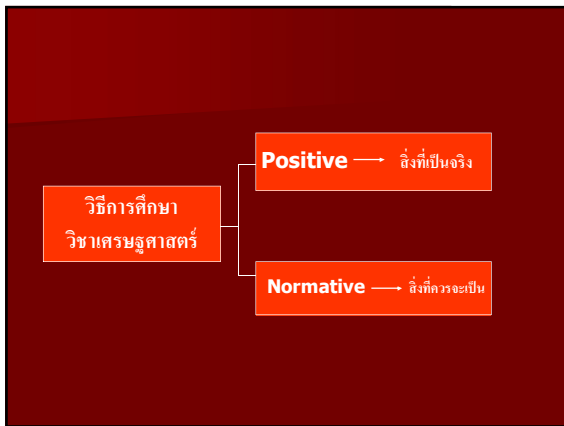 วิธีการศึกษา
วิชาเศรษฐศาสตร์
Positive → สิ่งที่เป็นจริง
Normative → สิ่งที่ควรจะเป็น